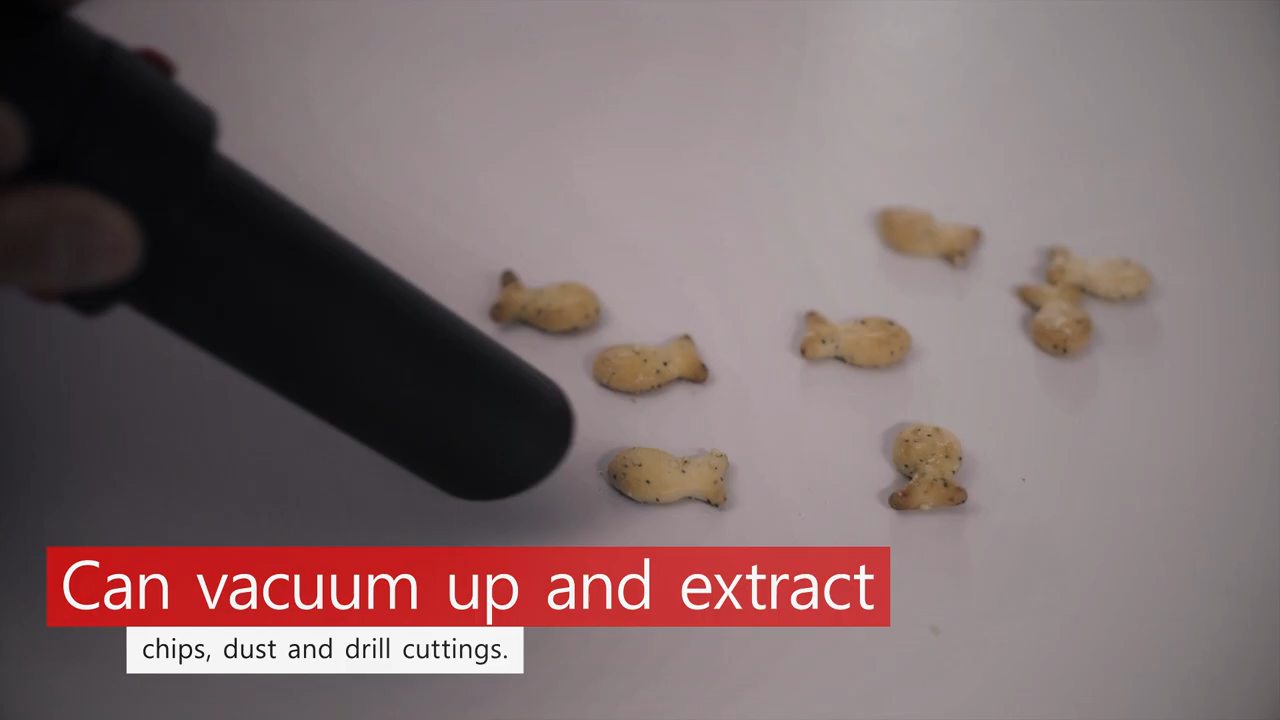 Can vacuum up and extract
chips, dust and drill cuttings.